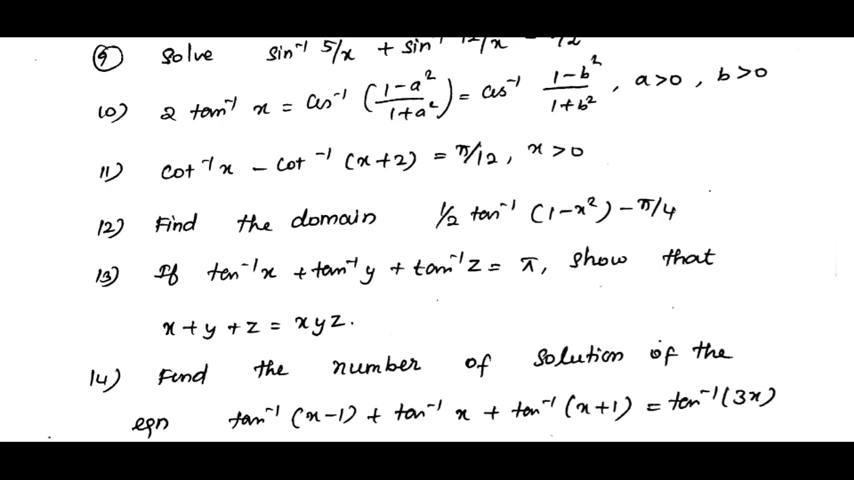 9) Solve sin⁻¹ 5/x + sin⁻¹ 12/x = π/2
10) 2 tan⁻¹ x = cos⁻¹ (1-a²/1+a²) = cos⁻¹ 1-b²/1+b², a>0, b>0
11) cot⁻¹x - cot⁻¹ (x+2) = π/12, x>0
12) Find the domain 1/2 tan⁻¹ (1-x²) - π/4
13) If tan⁻¹x + tan⁻¹y + tan⁻¹z = π, show that
x+y+z = xyz.
14) Find the number of solution of the
eqn tan⁻¹ (x-1) + tan⁻¹ x + tan⁻¹ (x+1) = tan⁻¹ (3x)